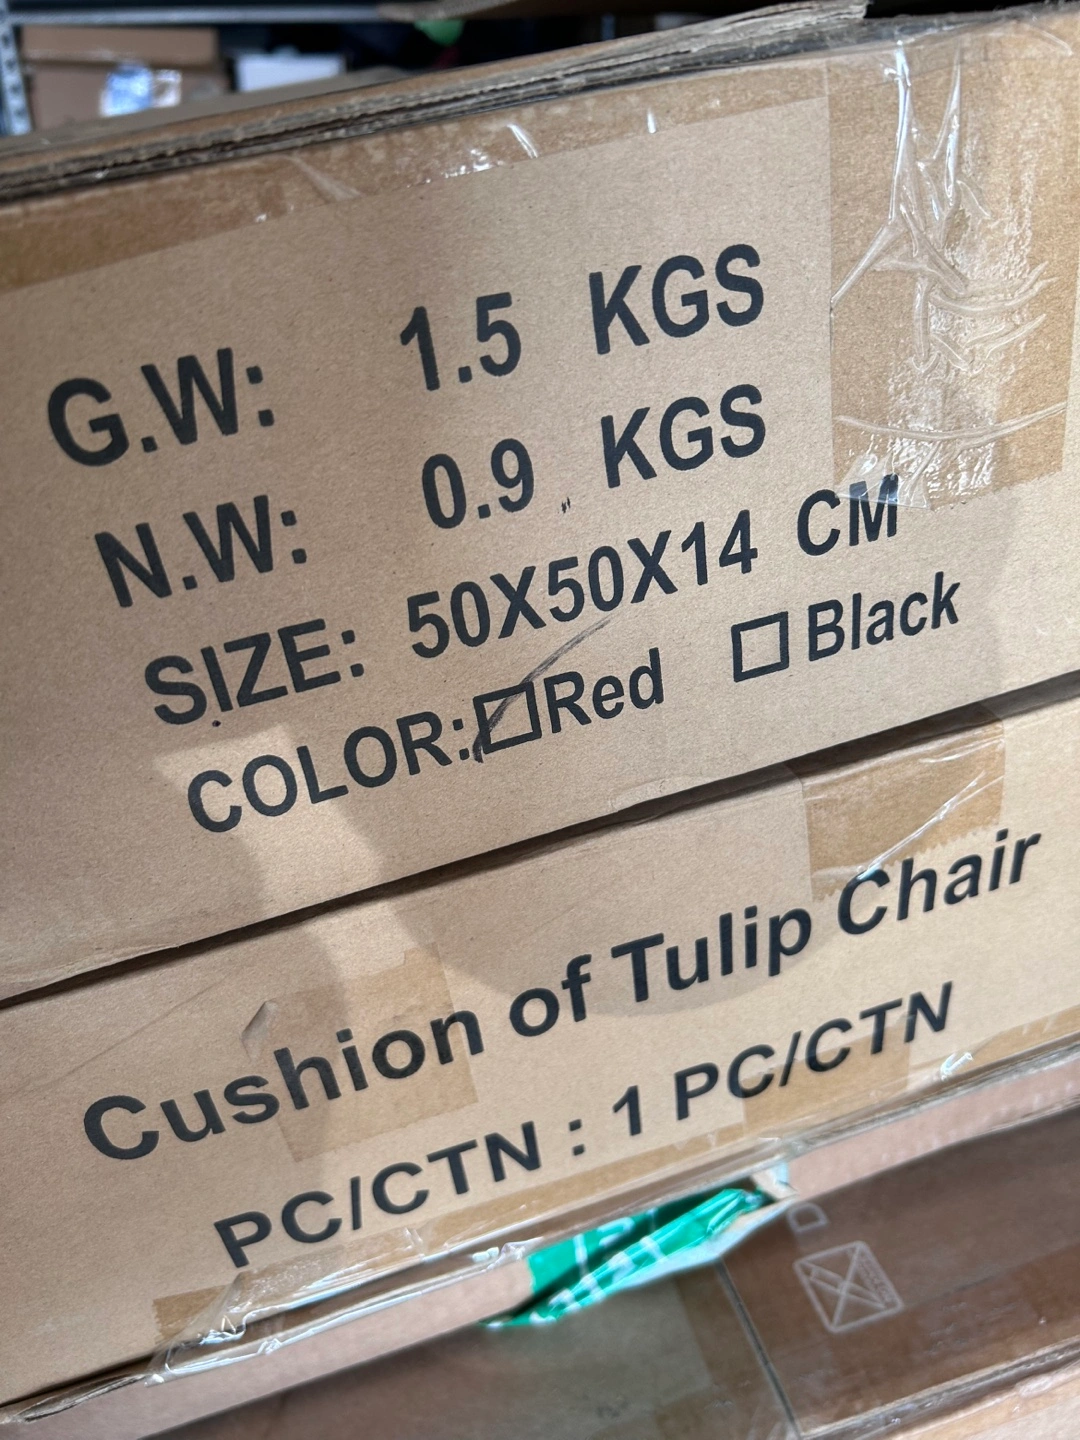 G.W: 1.5 KGS
N.W: 0.9 KGS
SIZE: 50X50X14 CM
COLOR: ☑Red ☐Black
Cushion of Tulip Chair
PC/CTN : 1 PC/CTN